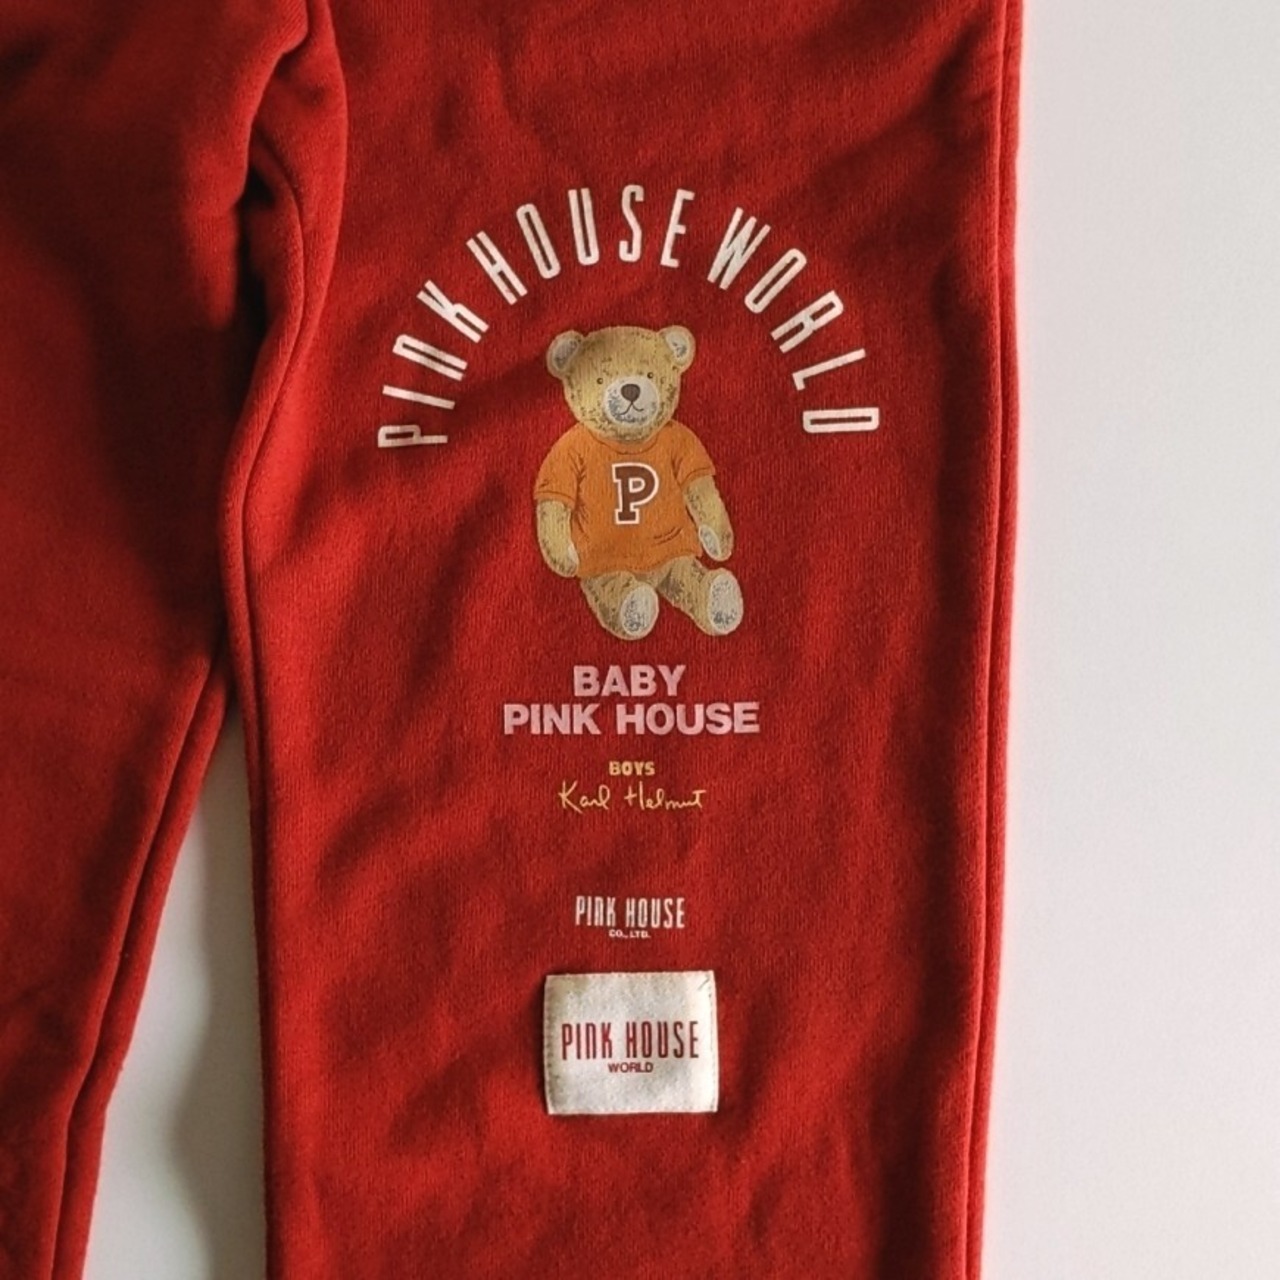 PINK HOUSE WORLD
P
BABY
PINK HOUSE
BOYS
Karl Helmut
PINK HOUSE
CO., LTD.
PINK HOUSE
WORLD